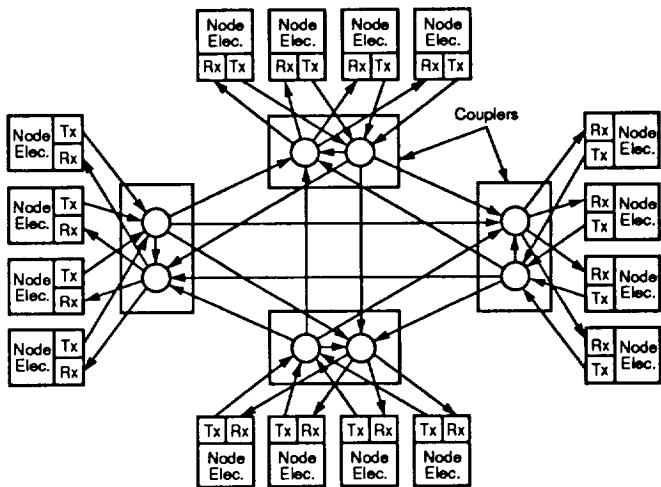 Node Elec. Rx Tx
Node Elec. Rx Tx
Node Elec. Rx Tx
Node Elec. Rx Tx
Couplers
Node Elec. Tx Rx
Node Elec. Tx Rx
Node Elec. Tx Rx
Node Elec. Tx Rx
Rx Tx Node Elec.
Rx Tx Node Elec.
Rx Tx Node Elec.
Rx Tx Node Elec.
Tx Rx Node Elec.
Tx Rx Node Elec.
Tx Rx Node Elec.
Tx Rx Node Elec.